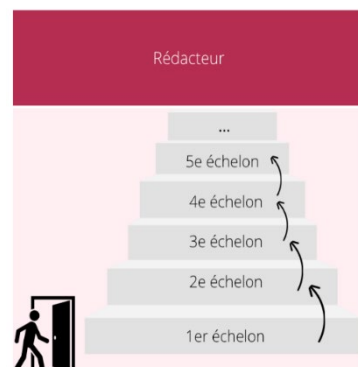 Rédacteur
...
5e échelon
4e échelon
3e échelon
2e échelon
1er échelon